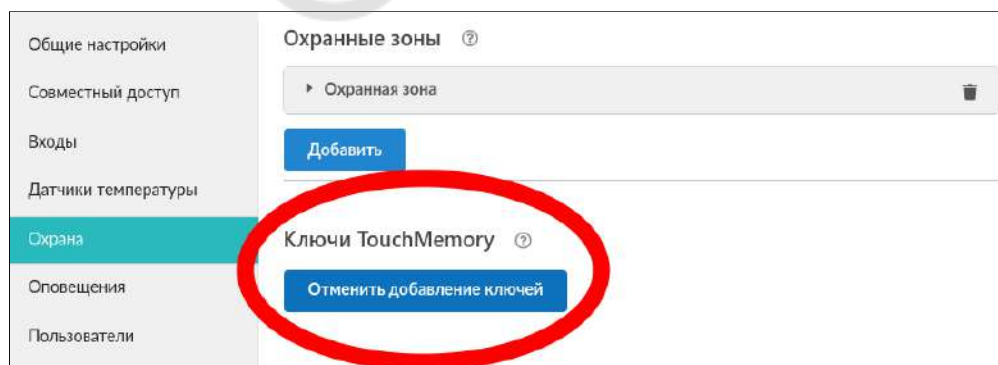 Общие настройки
Совместный доступ
Входы
Датчики температуры
Охрана
Оповещения
Пользователи
Охранные зоны
Охранная зона
Добавить
Ключи TouchMemory
Отменить добавление ключей